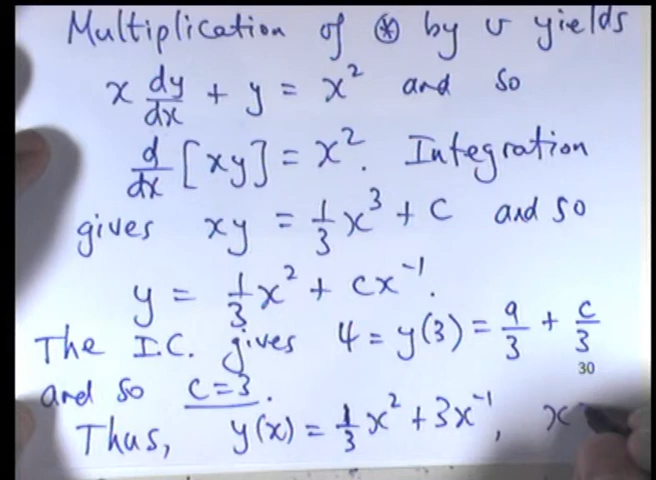 Multiplication of ⊛ by v yields
x dy/dx + y = x² and so
d/dx [xy] = x². Integration
gives xy = 1/3 x³ + c and so
y = 1/3 x² + cx⁻¹.
The I.C. gives 4 = y(3) = 9/3 + c/3
30
and so c=3.
Thus, y(x) = 1/3 x² + 3x⁻¹, x